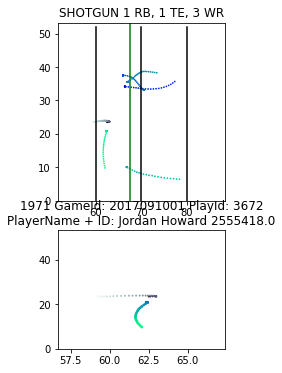 SHOTGUN 1 RB, 1 TE, 3 WR
50
40
30
20
10
0
60 70 80
1971 GameId: 2017091001 PlayId: 3672
PlayerName + ID: Jordan Howard 2555418.0
40
20
0
57.5 60.0 62.5 65.0